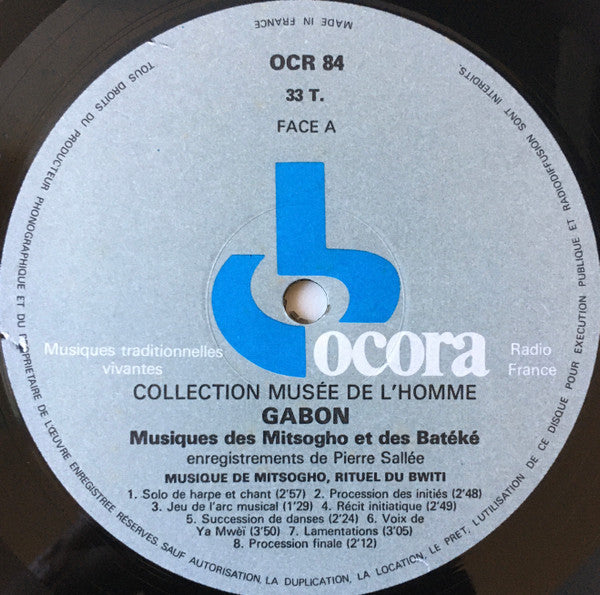 MADE IN FRANCE
OCR 84
33 T.
FACE A
ocora
Musiques traditionnelles
vivantes
Radio
France
COLLECTION MUSÉE DE L'HOMME
GABON
Musiques des Mitsogho et des Batéké
enregistrements de Pierre Sallée
MUSIQUE DE MITSOGHO, RITUEL DU BWITI
1. Solo de harpe et chant (2'57) 2. Procession des initiés (2'48)
3. Jeu de l'arc musical (1'29) 4. Récit initiatique (2'49)
5. Succession de danses (2'24) 6. Voix de
Ya Mwèï (3'50) 7. Lamentations (3'05)
8. Procession finale (2'12)
TOUS DROITS DU PRODUCTEUR PHONOGRAPHIQUE ET DU PROPRIETAIRE DE L'ŒUVRE ENREGISTREE RÉSERVES. SAUF AUTORISATION, LA DUPLICATION, LA LOCATION, LE PRET, L'UTILISATION DE CE DISQUE POUR EXECUTION PUBLIQUE ET RADIODIFFUSION SONT INTERDITS.